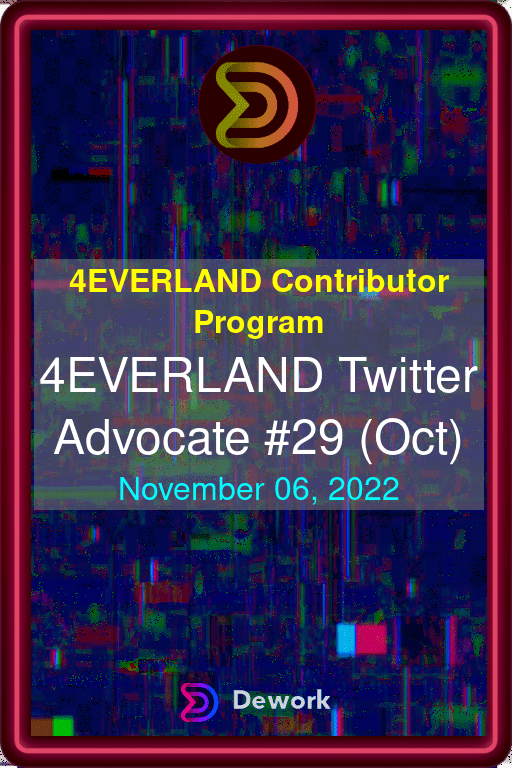 4EVERLAND Contributor
Program
4EVERLAND Twitter
Advocate #29 (Oct)
November 06, 2022
Dework